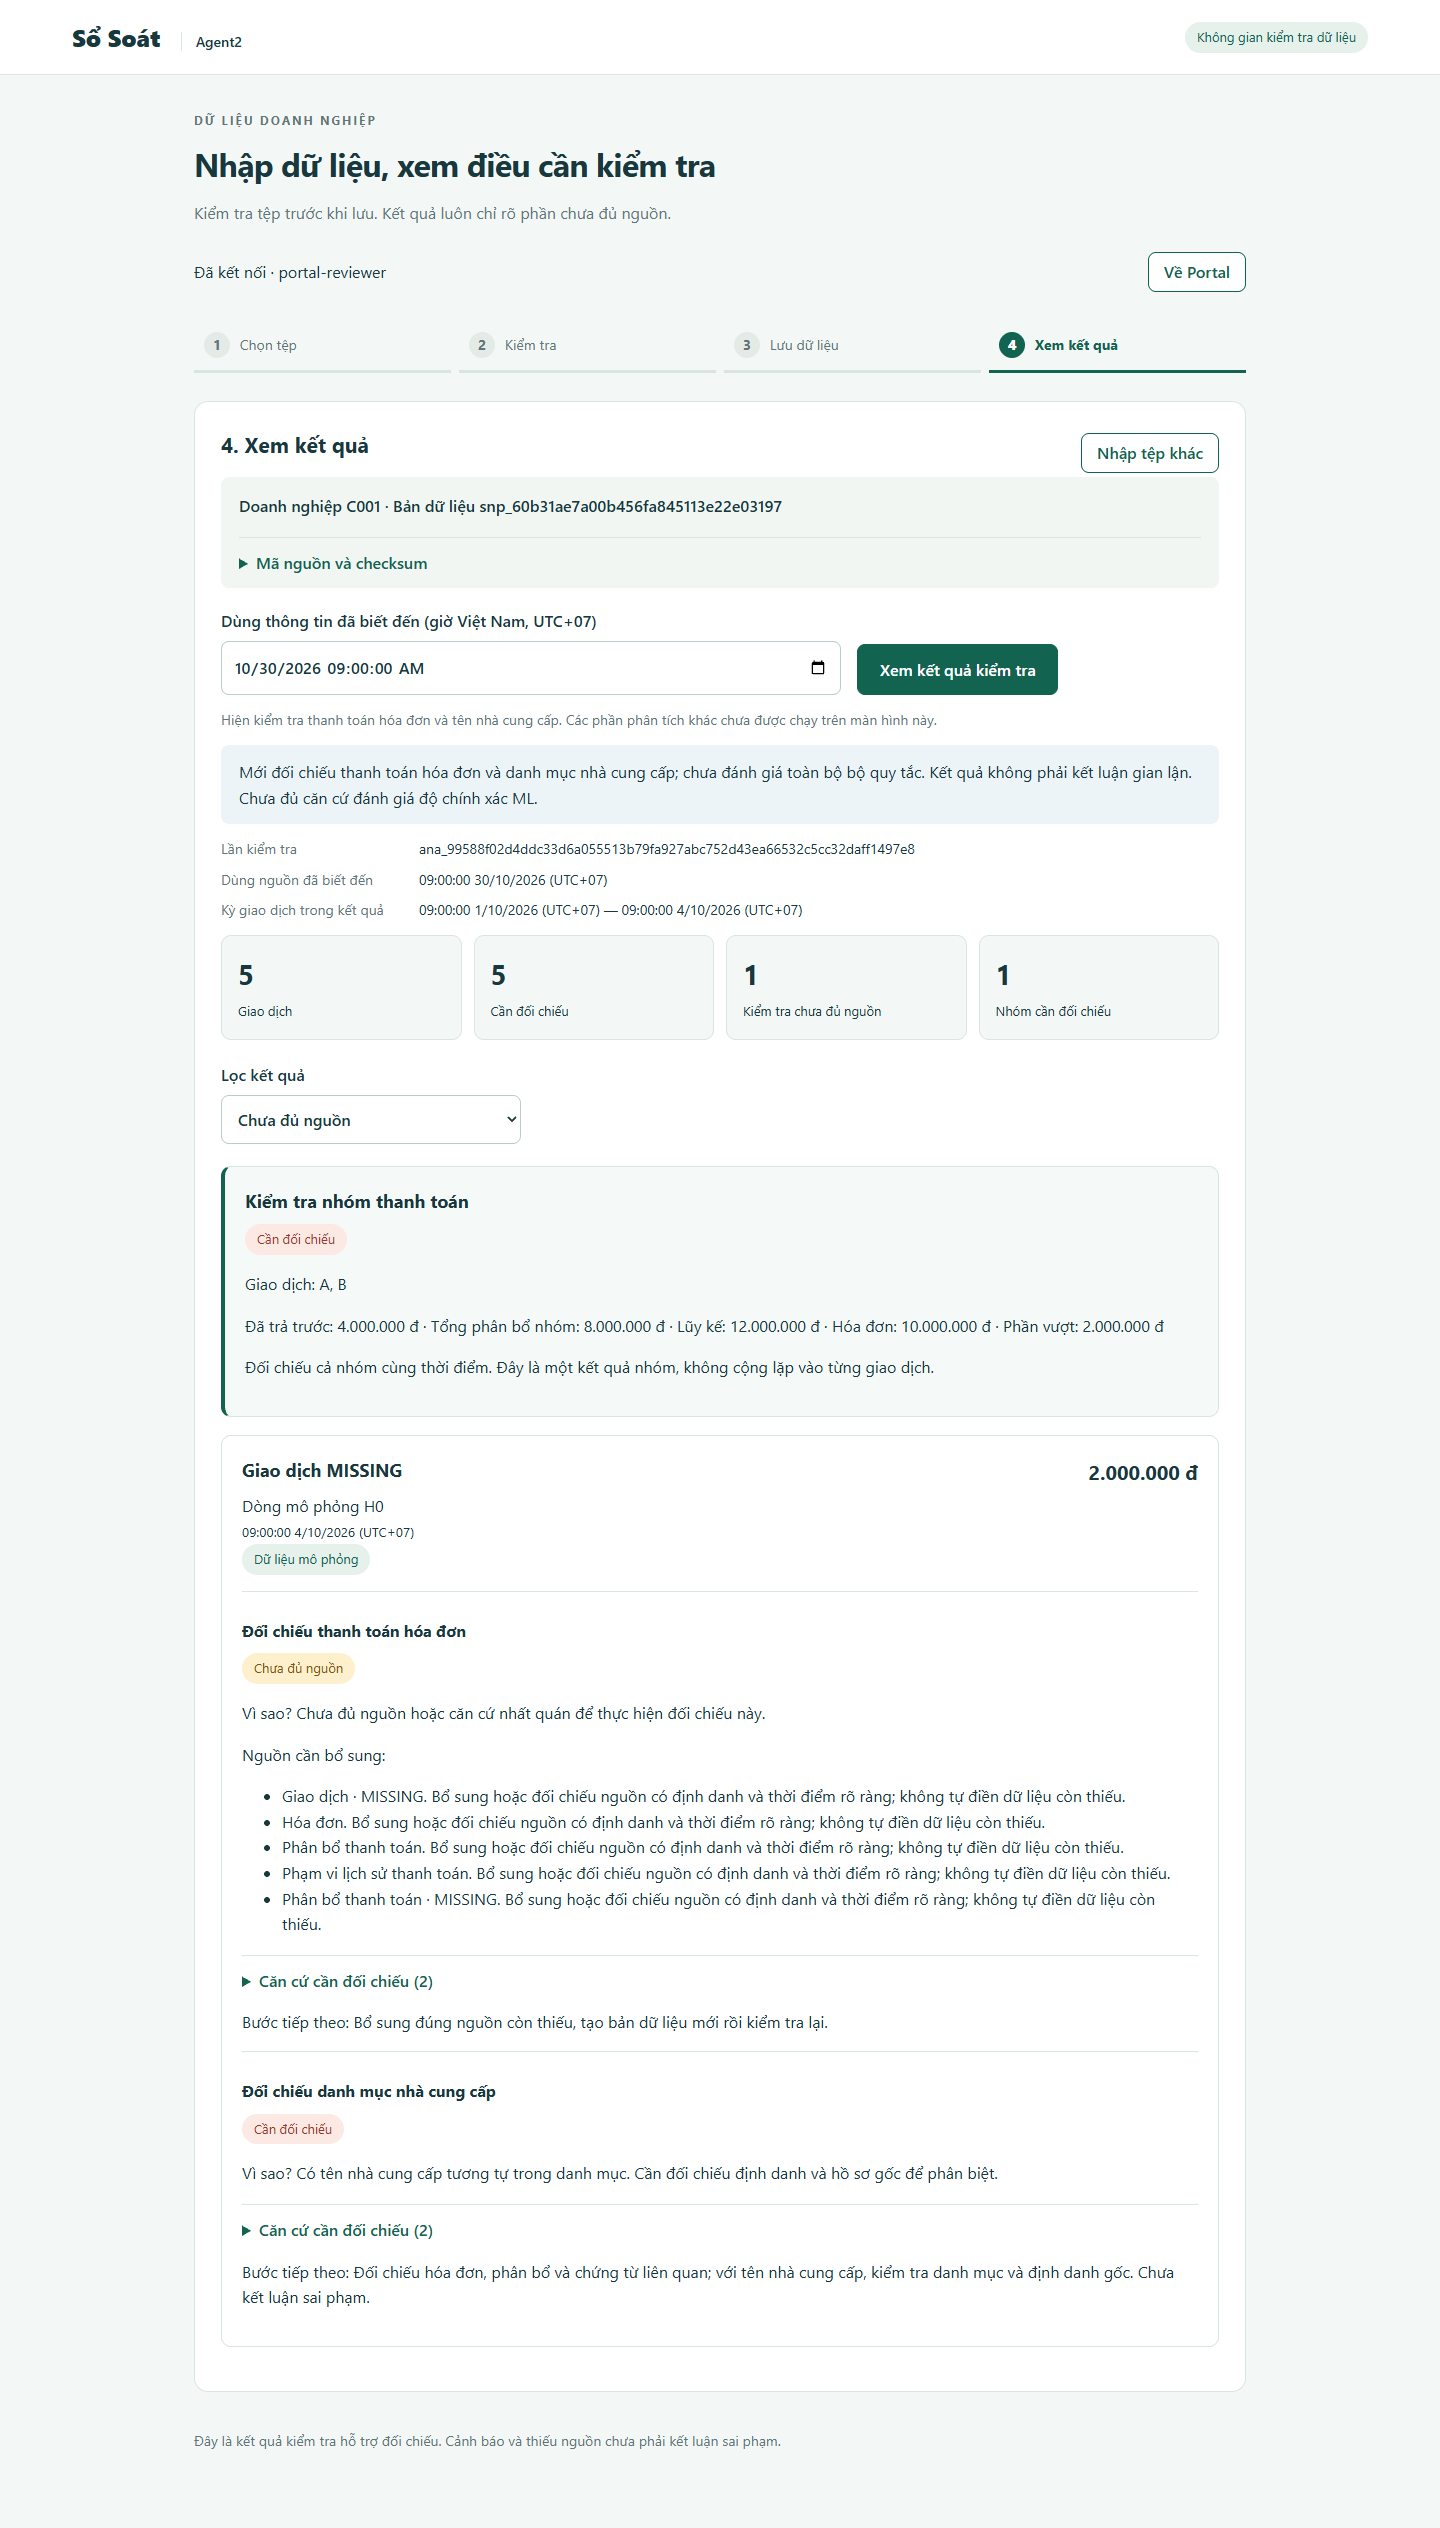 Sổ Soát
Agent2
Không gian kiểm tra dữ liệu
DỮ LIỆU DOANH NGHIỆP
Nhập dữ liệu, xem điều cần kiểm tra
Kiểm tra tệp trước khi lưu. Kết quả luôn chỉ rõ phần chưa đủ nguồn.
Đã kết nối · portal-reviewer
Về Portal
1 Chọn tệp
2 Kiểm tra
3 Lưu dữ liệu
4 Xem kết quả
4. Xem kết quả
Nhập tệp khác
Doanh nghiệp C001 · Bản dữ liệu snp_60b31ae7a00b456fa845113e22e03197
▶ Mã nguồn và checksum
Dùng thông tin đã biết đến (giờ Việt Nam, UTC+07)
10/30/2026 09:00:00 AM
Xem kết quả kiểm tra
Hiện kiểm tra thanh toán hóa đơn và tên nhà cung cấp. Các phần phân tích khác chưa được chạy trên màn hình này.
Mới đối chiếu thanh toán hóa đơn và danh mục nhà cung cấp; chưa đánh giá toàn bộ bộ quy tắc. Kết quả không phải kết luận gian lận.
Chưa đủ căn cứ đánh giá độ chính xác ML.
Lần kiểm tra ana_99588f02d4ddc33d6a055513b79fa927abc752d43ea66532c5cc32daff1497e8
Dùng nguồn đã biết đến 09:00:00 30/10/2026 (UTC+07)
Kỳ giao dịch trong kết quả 09:00:00 1/10/2026 (UTC+07) — 09:00:00 4/10/2026 (UTC+07)
5
Giao dịch
5
Cần đối chiếu
1
Kiểm tra chưa đủ nguồn
1
Nhóm cần đối chiếu
Lọc kết quả
Chưa đủ nguồn
Kiểm tra nhóm thanh toán
Cần đối chiếu
Giao dịch: A, B
Đã trả trước: 4.000.000 đ · Tổng phân bổ nhóm: 8.000.000 đ · Lũy kế: 12.000.000 đ · Hóa đơn: 10.000.000 đ · Phần vượt: 2.000.000 đ
Đối chiếu cả nhóm cùng thời điểm. Đây là một kết quả nhóm, không cộng lặp vào từng giao dịch.
Giao dịch MISSING
2.000.000 đ
Dòng mô phỏng H0
09:00:00 4/10/2026 (UTC+07)
Dữ liệu mô phỏng
Đối chiếu thanh toán hóa đơn
Chưa đủ nguồn
Vì sao? Chưa đủ nguồn hoặc căn cứ nhất quán để thực hiện đối chiếu này.
Nguồn cần bổ sung:
• Giao dịch · MISSING. Bổ sung hoặc đối chiếu nguồn có định danh và thời điểm rõ ràng; không tự điền dữ liệu còn thiếu.
• Hóa đơn. Bổ sung hoặc đối chiếu nguồn có định danh và thời điểm rõ ràng; không tự điền dữ liệu còn thiếu.
• Phân bổ thanh toán. Bổ sung hoặc đối chiếu nguồn có định danh và thời điểm rõ ràng; không tự điền dữ liệu còn thiếu.
• Phạm vi lịch sử thanh toán. Bổ sung hoặc đối chiếu nguồn có định danh và thời điểm rõ ràng; không tự điền dữ liệu còn thiếu.
• Phân bổ thanh toán · MISSING. Bổ sung hoặc đối chiếu nguồn có định danh và thời điểm rõ ràng; không tự điền dữ liệu còn
thiếu.
▶ Căn cứ cần đối chiếu (2)
Bước tiếp theo: Bổ sung đúng nguồn còn thiếu, tạo bản dữ liệu mới rồi kiểm tra lại.
Đối chiếu danh mục nhà cung cấp
Cần đối chiếu
Vì sao? Có tên nhà cung cấp tương tự trong danh mục. Cần đối chiếu định danh và hồ sơ gốc để phân biệt.
▶ Căn cứ cần đối chiếu (2)
Bước tiếp theo: Đối chiếu hóa đơn, phân bổ và chứng từ liên quan; với tên nhà cung cấp, kiểm tra danh mục và định danh gốc. Chưa
kết luận sai phạm.
Đây là kết quả kiểm tra hỗ trợ đối chiếu. Cảnh báo và thiếu nguồn chưa phải kết luận sai phạm.